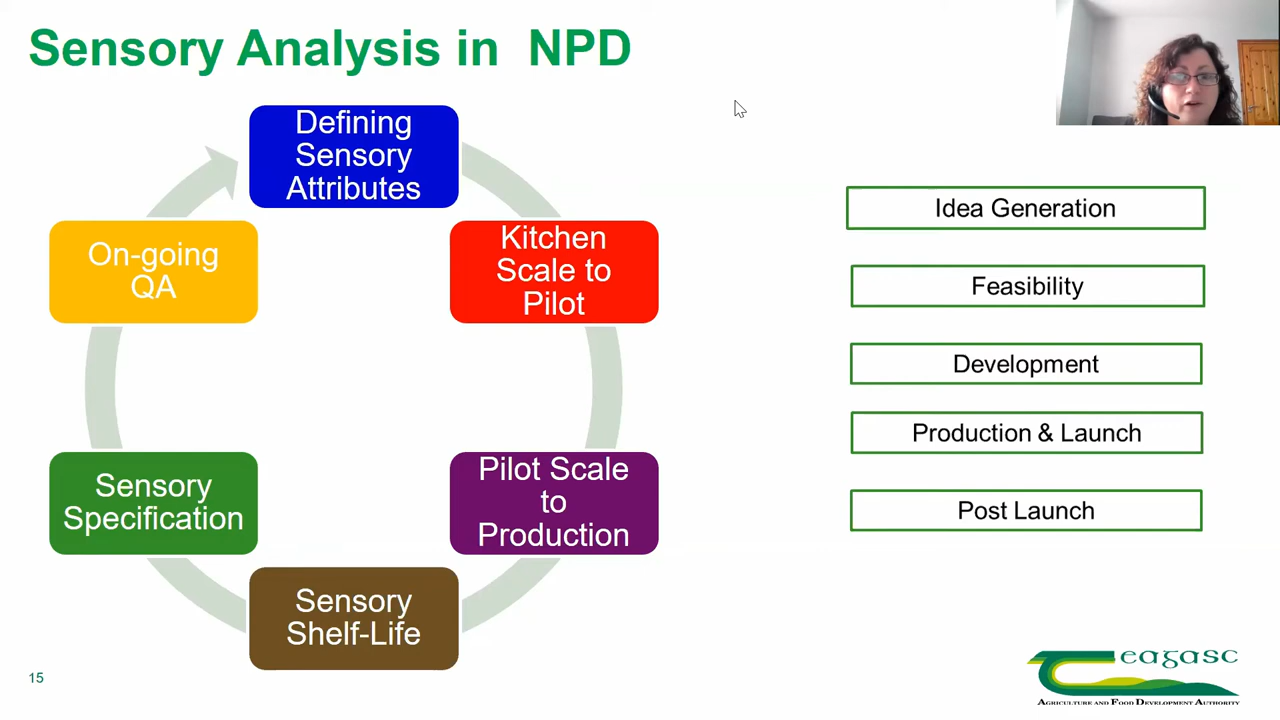 Sensory Analysis in NPD
Defining
Sensory
Attributes
Kitchen
Scale to
Pilot
Pilot Scale
to
Production
Sensory
Shelf-Life
Sensory
Specification
On-going
QA
Idea Generation
Feasibility
Development
Production & Launch
Post Launch
15
eagasc
AGRICULTURE AND FOOD DEVELOPMENT AUTHORITY